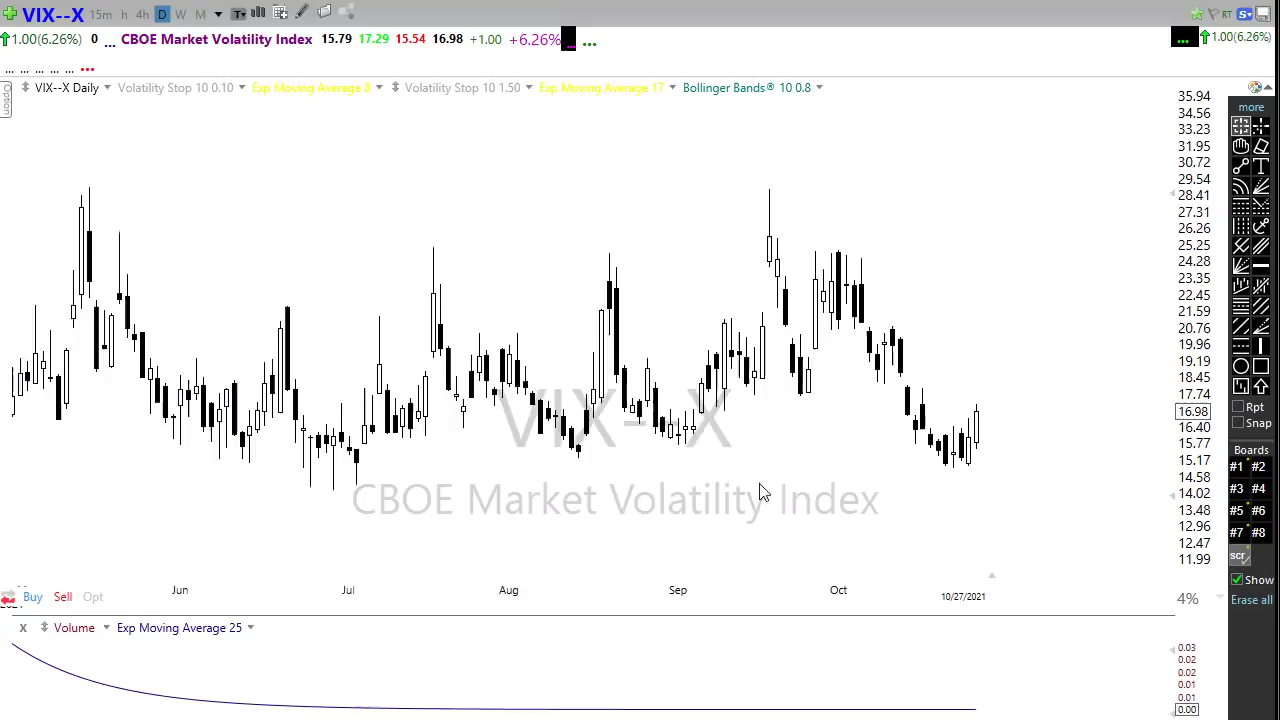 VIX--X 15m h 4h D W M T RT S
1.00(6.26%) 0 ... CBOE Market Volatility Index 15.79 17.29 15.54 16.98 +1.00 +6.26% ... ... 1.00(6.26%)
... ... ... ... ... ...
Option
VIX--X Daily Volatility Stop 10 0.10 Exp Moving Average 8 Volatility Stop 10 1.50 Exp Moving Average 17 Bollinger Bands® 10 0.8
35.94
34.56
33.23
31.95
30.72
29.54
28.41
27.31
26.26
25.25
24.28
23.35
22.45
21.59
20.76
19.96
19.19
18.45
17.74
16.98
16.40
15.77
15.17
14.58
14.02
13.48
12.96
12.47
11.99
more
T
Rpt
Snap
Boards
#1 #2
#3 #4
#5 #6
#7 #8
scr
Show
Erase all
VIX--X
CBOE Market Volatility Index
Jun Jul Aug Sep Oct 10/27/2021
Buy Sell Opt 4%
X Volume Exp Moving Average 25
0.03
0.02
0.02
0.01
0.01
0.00